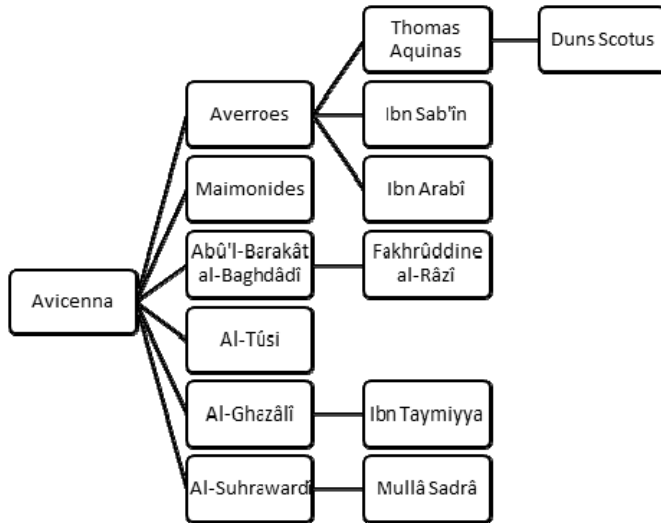 Thomas
Aquinas
Duns Scotus
Averroes
Ibn Sab'în
Maimonides
Ibn Arabî
Abû'l-Barakât
al-Baghdâdî
Fakhrûddine
al-Râzî
Avicenna
Al-Tûsi
Al-Ghazâlî
Ibn Taymiyya
Al-Suhrawardî
Mullâ Sadrâ